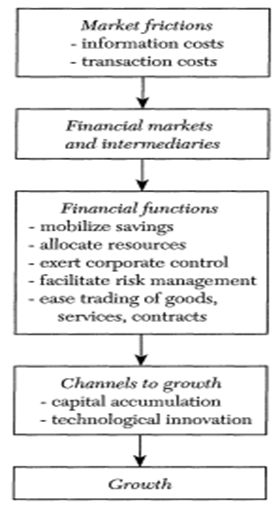 Market frictions
- information costs
- transaction costs
Financial markets
and intermediaries
Financial functions
- mobilize savings
- allocate resources
- exert corporate control
- facilitate risk management
- ease trading of goods,
services, contracts
Channels to growth
- capital accumulation
- technological innovation
Growth